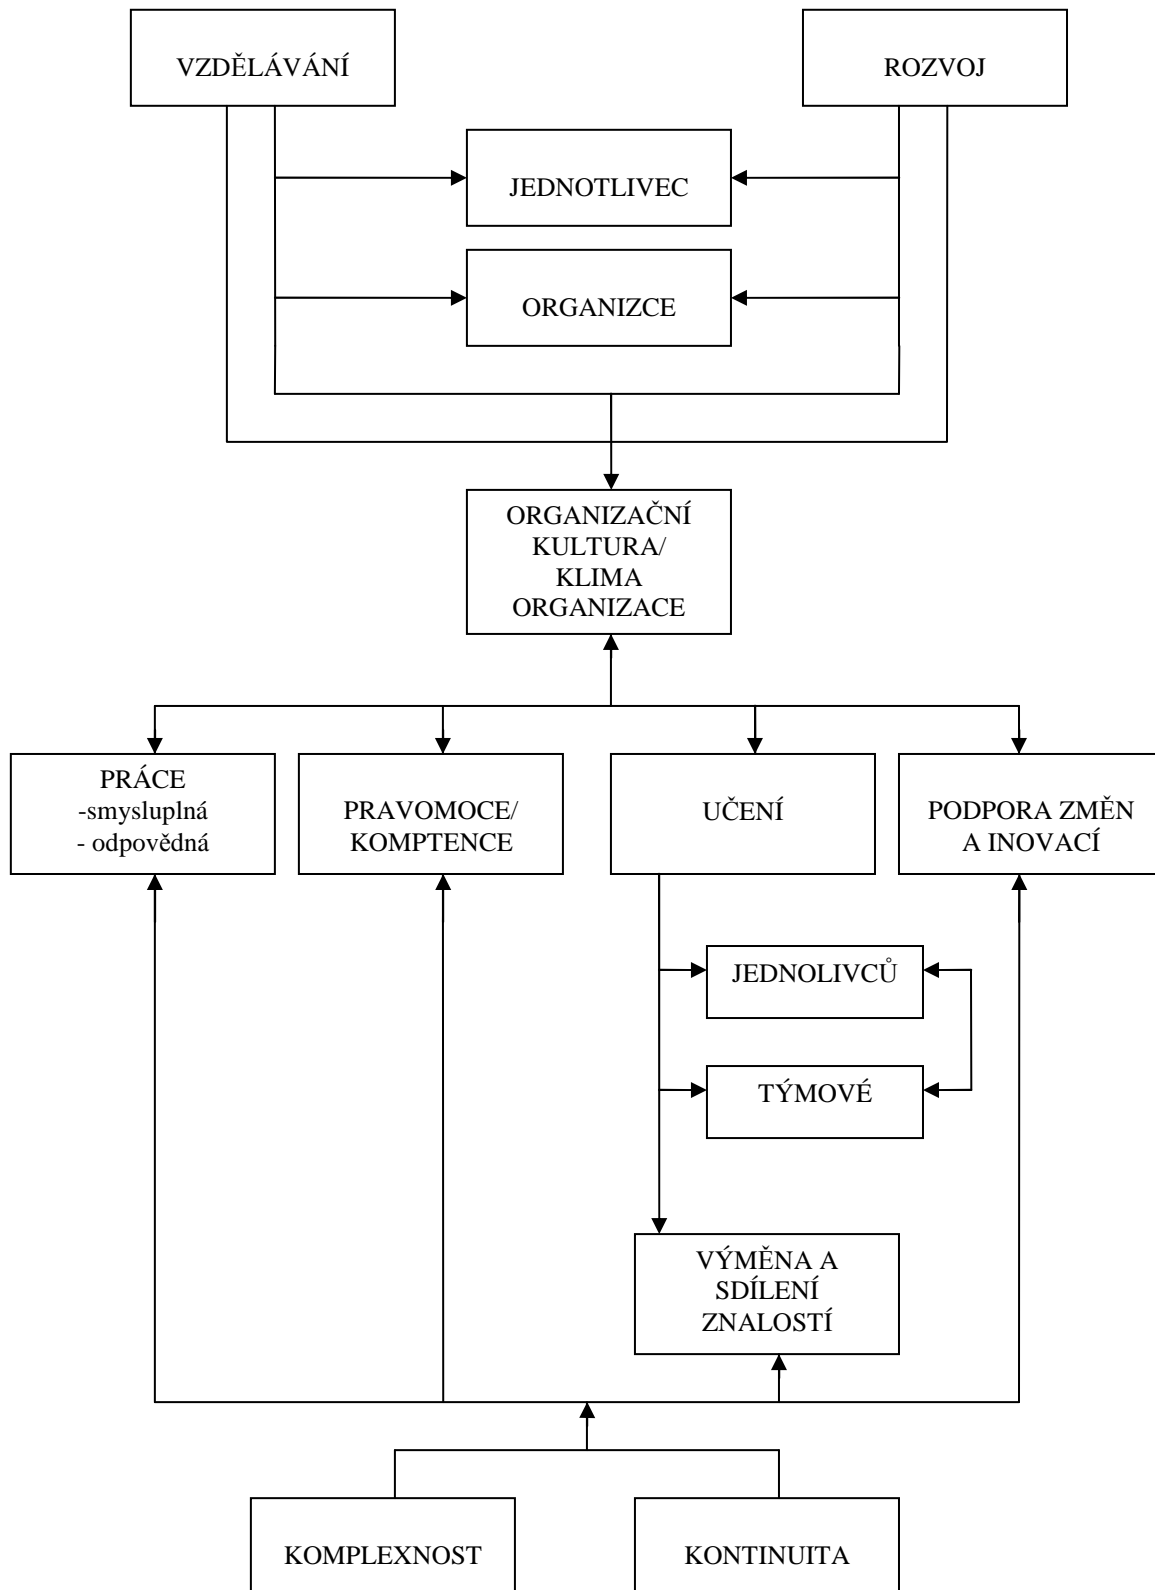 VZDĚLÁVÁNÍ
ROZVOJ
JEDNOTLIVEC
ORGANIZCE
ORGANIZAČNÍ
KULTURA/
KLIMA
ORGANIZACE
PRÁCE
-smysluplná
- odpovědná
PRAVOMOCE/
KOMPTENCE
UČENÍ
PODPORA ZMĚN
A INOVACÍ
JEDNOLIVCŮ
TÝMOVÉ
VÝMĚNA A
SDÍLENÍ
ZNALOSTÍ
KOMPLEXNOST
KONTINUITA